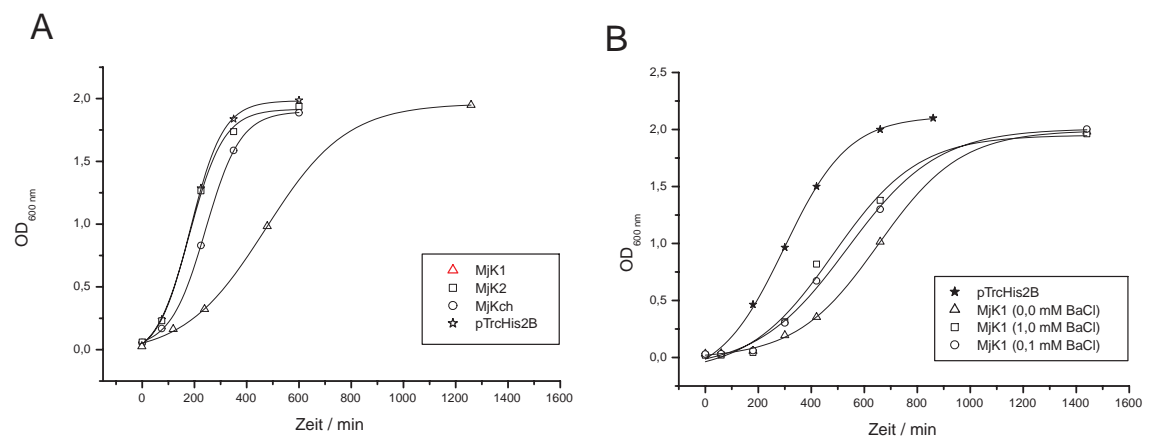 A
OD600 nm
2,0
1,5
1,0
0,5
0,0
0 200 400 600 800 1000 1200 1400 1600
Zeit / min
MjK1
MjK2
MjKch
pTrcHis2B
B
OD600 nm
2,5
2,0
1,5
1,0
0,5
0,0
0 200 400 600 800 1000 1200 1400 1600
Zeit / min
pTrcHis2B
MjK1 (0,0 mM BaCl)
MjK1 (1,0 mM BaCl)
MjK1 (0,1 mM BaCl)